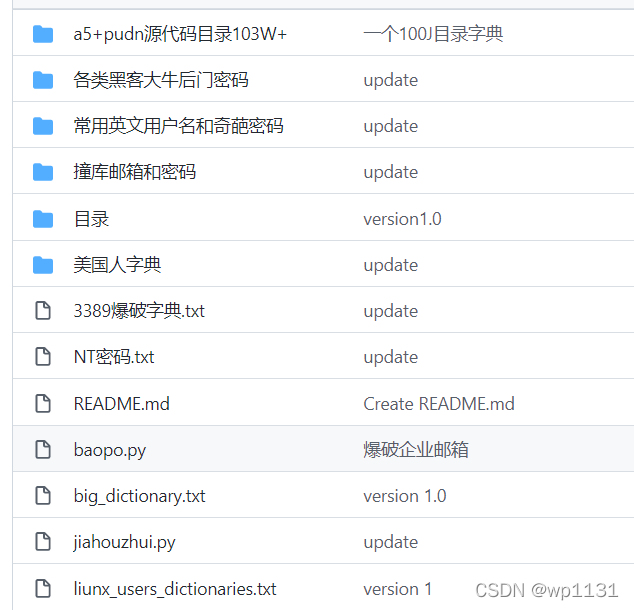 a5+pudn源代码目录103W+ 一个100J目录字典
各类黑客大牛后门密码 update
常用英文用户名和奇葩密码 update
撞库邮箱和密码 update
目录 version1.0
美国人字典 update
3389爆破字典.txt update
NT密码.txt update
README.md Create README.md
baopo.py 爆破企业邮箱
big_dictionary.txt version 1.0
jiahouzhui.py update
liunx_users_dictionaries.txt version 1
CSDN @wp1131